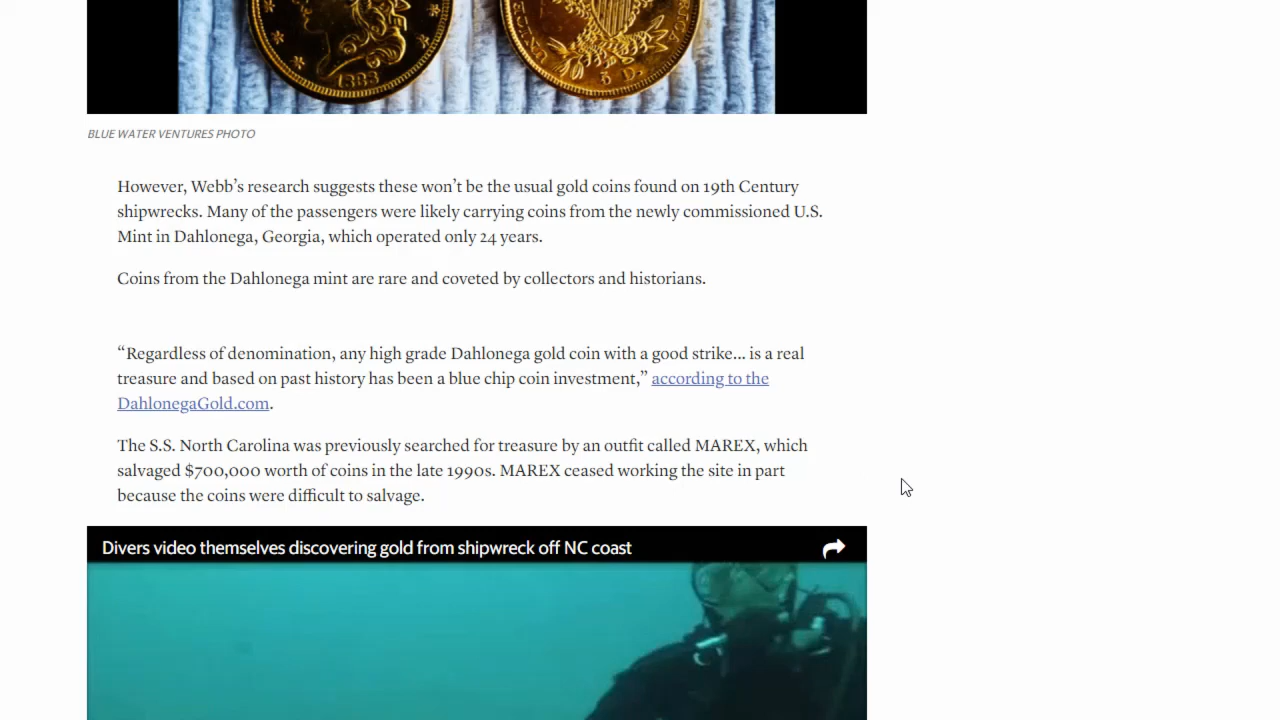 1838
UNITED
RICA
5 D.
BLUE WATER VENTURES PHOTO
However, Webb’s research suggests these won’t be the usual gold coins found on 19th Century
shipwrecks. Many of the passengers were likely carrying coins from the newly commissioned U.S.
Mint in Dahlonega, Georgia, which operated only 24 years.
Coins from the Dahlonega mint are rare and coveted by collectors and historians.
“Regardless of denomination, any high grade Dahlonega gold coin with a good strike... is a real
treasure and based on past history has been a blue chip coin investment,” according to the
DahlonegaGold.com.
The S.S. North Carolina was previously searched for treasure by an outfit called MAREX, which
salvaged $700,000 worth of coins in the late 1990s. MAREX ceased working the site in part
because the coins were difficult to salvage.
Divers video themselves discovering gold from shipwreck off NC coast